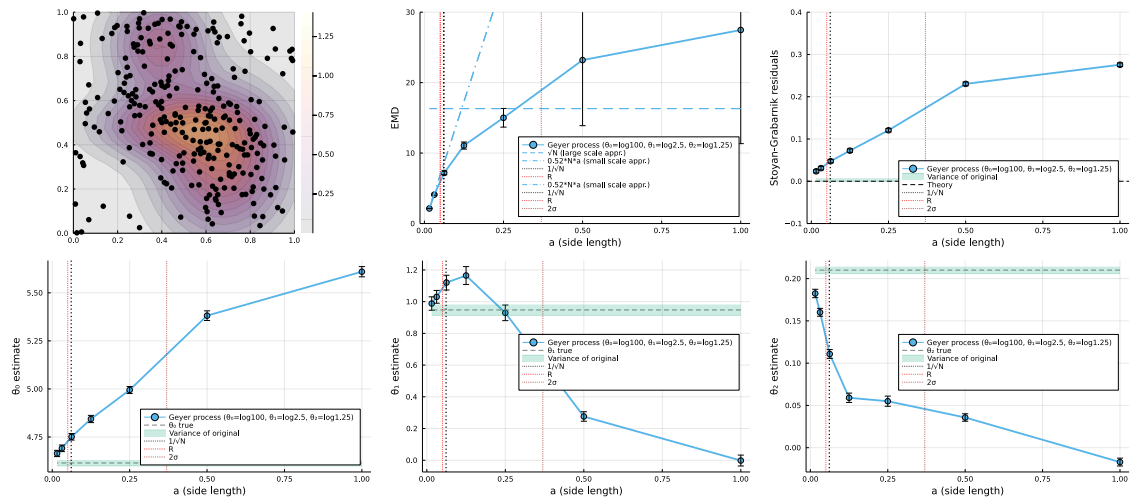 1.0
0.8
0.6
0.4
0.2
0.0
0.0 0.2 0.4 0.6 0.8 1.0
1.25
1.00
0.75
0.50
0.25
EMD
30
20
10
0
Geyer process (θ₀=log100, θ₁=log2.5, θ₂=log1.25)
√N (large scale appr.)
0.52*N*a (small scale appr.)
1/√N
R
0.52*N*a (small scale appr.)
1/√N
R
2σ
0.00 0.25 0.50 0.75 1.00
a (side length)
Stoyan-Grabarnik residuals
0.4
0.3
0.2
0.1
0.0
−0.1
Geyer process (θ₀=log100, θ₁=log2.5, θ₂=log1.25)
Variance of original
Theory
1/√N
R
2σ
0.00 0.25 0.50 0.75 1.00
a (side length)
θ₀ estimate
5.50
5.25
5.00
4.75
Geyer process (θ₀=log100, θ₁=log2.5, θ₂=log1.25)
θ₀ true
Variance of original
1/√N
R
2σ
0.00 0.25 0.50 0.75 1.00
a (side length)
θ₁ estimate
1.2
1.0
0.8
0.6
0.4
0.2
0.0
Geyer process (θ₀=log100, θ₁=log2.5, θ₂=log1.25)
θ₁ true
Variance of original
1/√N
R
2σ
0.00 0.25 0.50 0.75 1.00
a (side length)
θ₂ estimate
0.20
0.15
0.10
0.05
0.00
Geyer process (θ₀=log100, θ₁=log2.5, θ₂=log1.25)
θ₂ true
Variance of original
1/√N
R
2σ
0.00 0.25 0.50 0.75 1.00
a (side length)